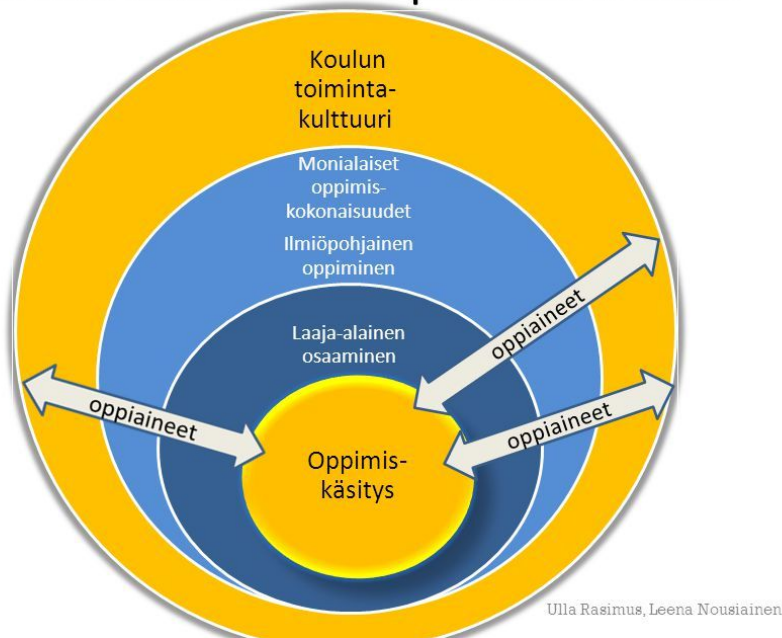 Koulun
toiminta-
kulttuuri
Monialaiset
oppimis-
kokonaisuudet
Ilmiöpohjainen
oppiminen
Laaja-alainen
osaaminen
oppiaineet
oppiaineet
oppiaineet
Oppimis-
käsitys
Ulla Rasimus, Leena Nousiainen